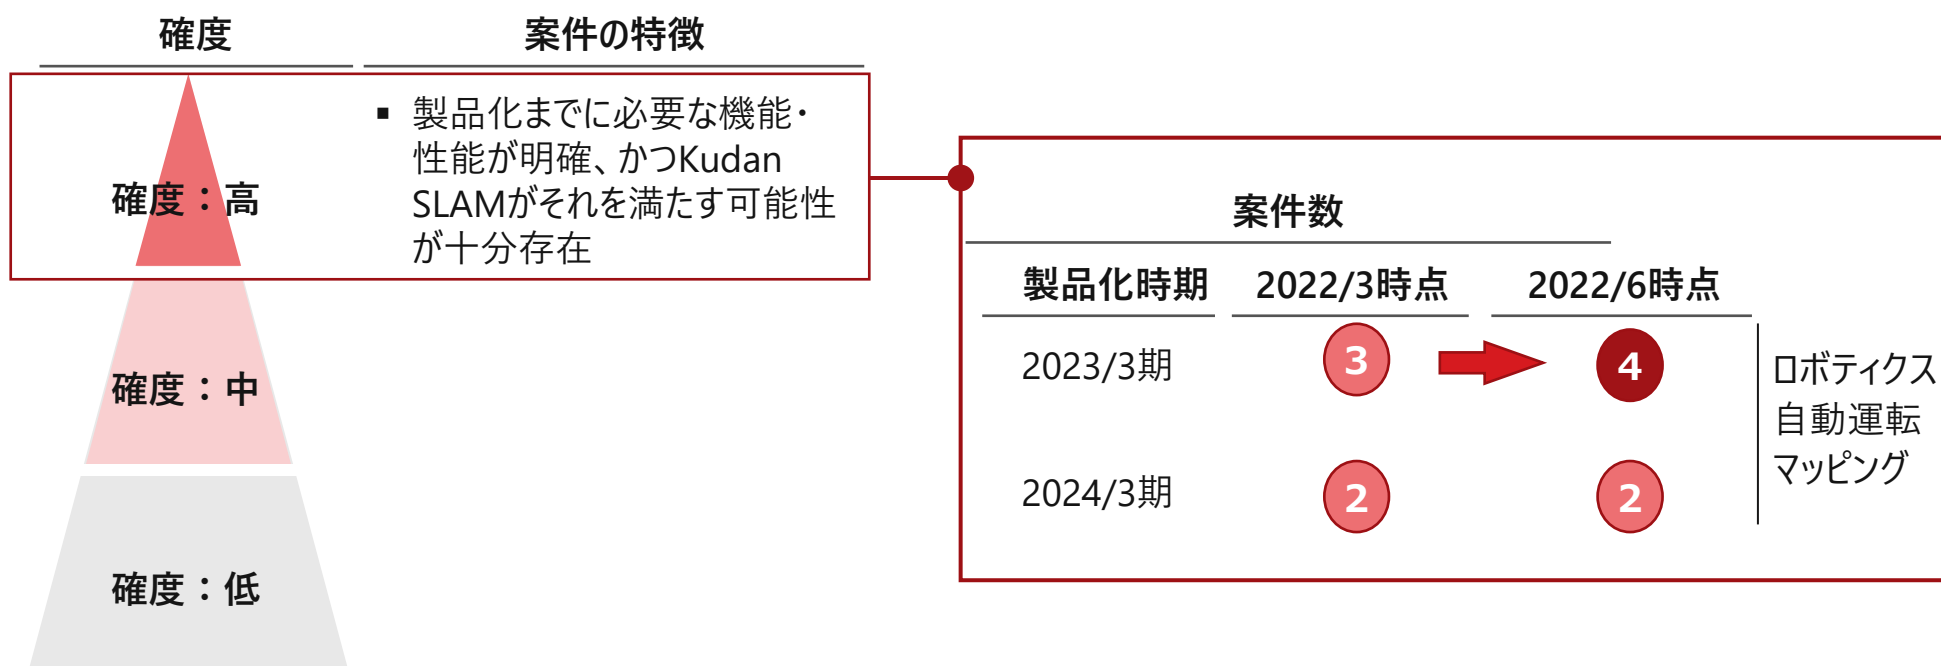 確度
案件の特徴
確度：高
▪ 製品化までに必要な機能・
性能が明確、かつKudan
SLAMがそれを満たす可能性
が十分存在
確度：中
確度：低
案件数
製品化時期 2022/3時点 2022/6時点
2023/3期 3 4
2024/3期 2 2
ロボティクス
自動運転
マッピング